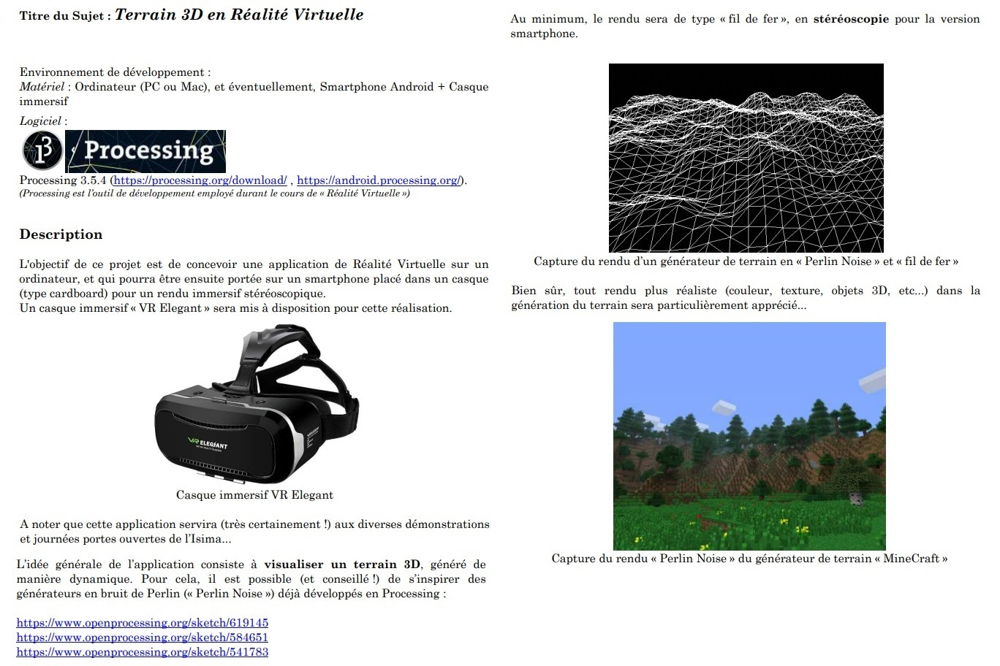 Titre du Sujet : Terrain 3D en Réalité Virtuelle
Environnement de développement :
Matériel : Ordinateur (PC ou Mac), et éventuellement, Smartphone Android + Casque
immersif
Logiciel :
Processing
Processing 3.5.4 (https://processing.org/download/ , https://android.processing.org/).
(Processing est l'outil de développement employé durant le cours de « Réalité Virtuelle »)
Description
L'objectif de ce projet est de concevoir une application de Réalité Virtuelle sur un
ordinateur, et qui pourra être ensuite portée sur un smartphone placé dans un casque
(type cardboard) pour un rendu immersif stéréoscopique.
Un casque immersif « VR Elegant » sera mis à disposition pour cette réalisation.
VR ELEGIANT
Casque immersif VR Elegant
A noter que cette application servira (très certainement !) aux diverses démonstrations
et journées portes ouvertes de l'Isima...
L'idée générale de l'application consiste à visualiser un terrain 3D, généré de
manière dynamique. Pour cela, il est possible (et conseillé !) de s'inspirer des
générateurs en bruit de Perlin (« Perlin Noise ») déjà développés en Processing :
https://www.openprocessing.org/sketch/619145
https://www.openprocessing.org/sketch/584651
https://www.openprocessing.org/sketch/541783
Au minimum, le rendu sera de type « fil de fer », en stéréoscopie pour la version
smartphone.
Capture du rendu d'un générateur de terrain en « Perlin Noise » et « fil de fer »
Bien sûr, tout rendu plus réaliste (couleur, texture, objets 3D, etc...) dans la
génération du terrain sera particulièrement apprécié...
Capture du rendu « Perlin Noise » du générateur de terrain « MineCraft »